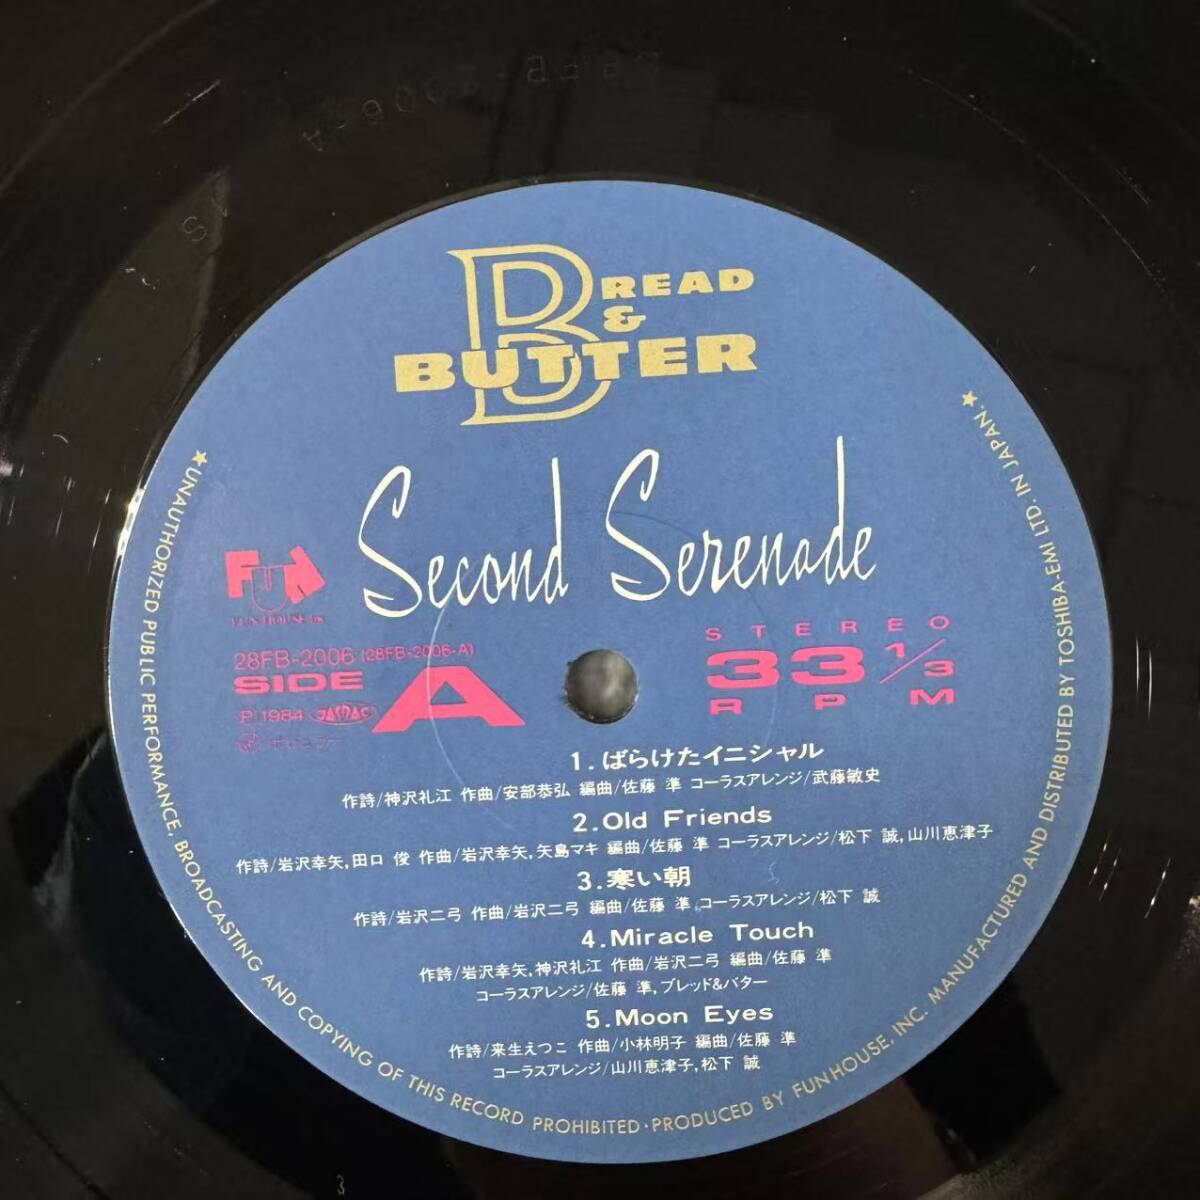 BREAD
&
BUTTER
Second Serenade
FUN
FUN HOUSE INC.
28FB-2006 (28FB-2006-A)
SIDE A
Ⓟ 1984 JASRAC
STEREO
33 1/3
RPM
1.ばらけたイニシャル
作詩/神沢礼江 作曲/安部恭弘 編曲/佐藤 準 コーラスアレンジ/武藤敏史
2.Old Friends
作詩/岩沢幸矢,田口 俊 作曲/岩沢幸矢,矢島マキ 編曲/佐藤 準 コーラスアレンジ/松下 誠,山川恵津子
3.寒い朝
作詩/岩沢二弓 作曲/岩沢二弓 編曲/佐藤 準 コーラスアレンジ/松下 誠
4.Miracle Touch
作詩/岩沢幸矢,神沢礼江 作曲/岩沢二弓 編曲/佐藤 準
コーラスアレンジ/佐藤 準,ブレッド&バター
5.Moon Eyes
作詩/来生えつこ 作曲/小林明子 編曲/佐藤 準
コーラスアレンジ/山川恵津子,松下 誠
★UNAUTHORIZED PUBLIC PERFORMANCE, BROADCASTING AND COPYING OF THIS RECORD PROHIBITED·PRODUCED BY FUN HOUSE, INC. MANUFACTURED AND DISTRIBUTED BY TOSHIBA-EMI LTD. IN JAPAN.★
3